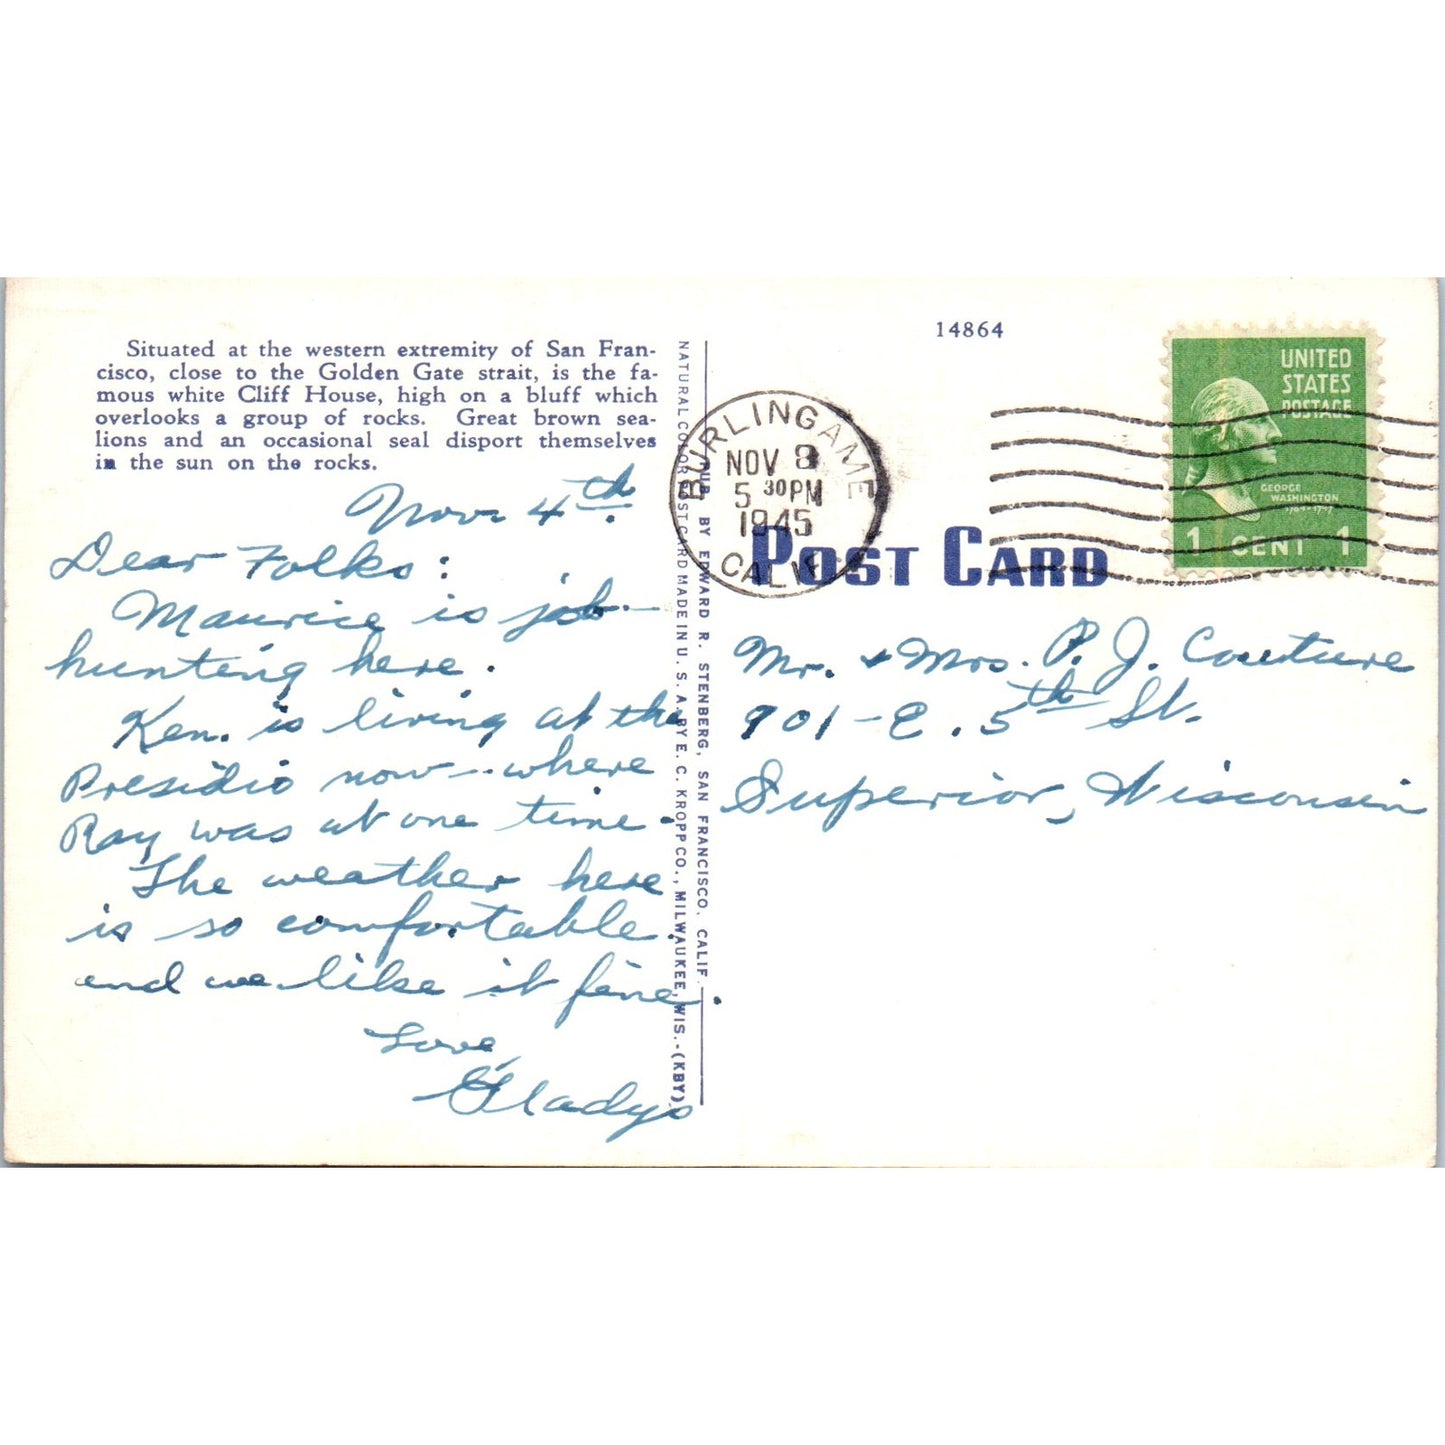 Situated at the western extremity of San Fran-
cisco, close to the Golden Gate strait, is the fa-
mous white Cliff House, high on a bluff which
overlooks a group of rocks. Great brown sea-
lions and an occasional seal disport themselves
in the sun on the rocks.
Nov. 4th.
Dear Folks:
Maurice is job-
hunting here.
Ken. is living at the
Presidio now - where
Ray was at one time.
The weather here
is so comfortable.
and we like it fine.
Love,
Gladys
NATURAL COLOR POST CARD MADE IN U. S. A. BY E. C. KROPP CO., MILWAUKEE, WIS.-(KBY)
PUB. BY EDWARD R. STENBERG, SAN FRANCISCO, CALIF.
14864
BURLINGAME
NOV 8
5 30 PM
1945
CALIF
POST CARD
UNITED
STATES
POSTAGE
GEORGE
WASHINGTON
1 CENT 1
Mr. & Mrs. P. J. Couture
901 - E. 5th St.
Superior, Wisconsin